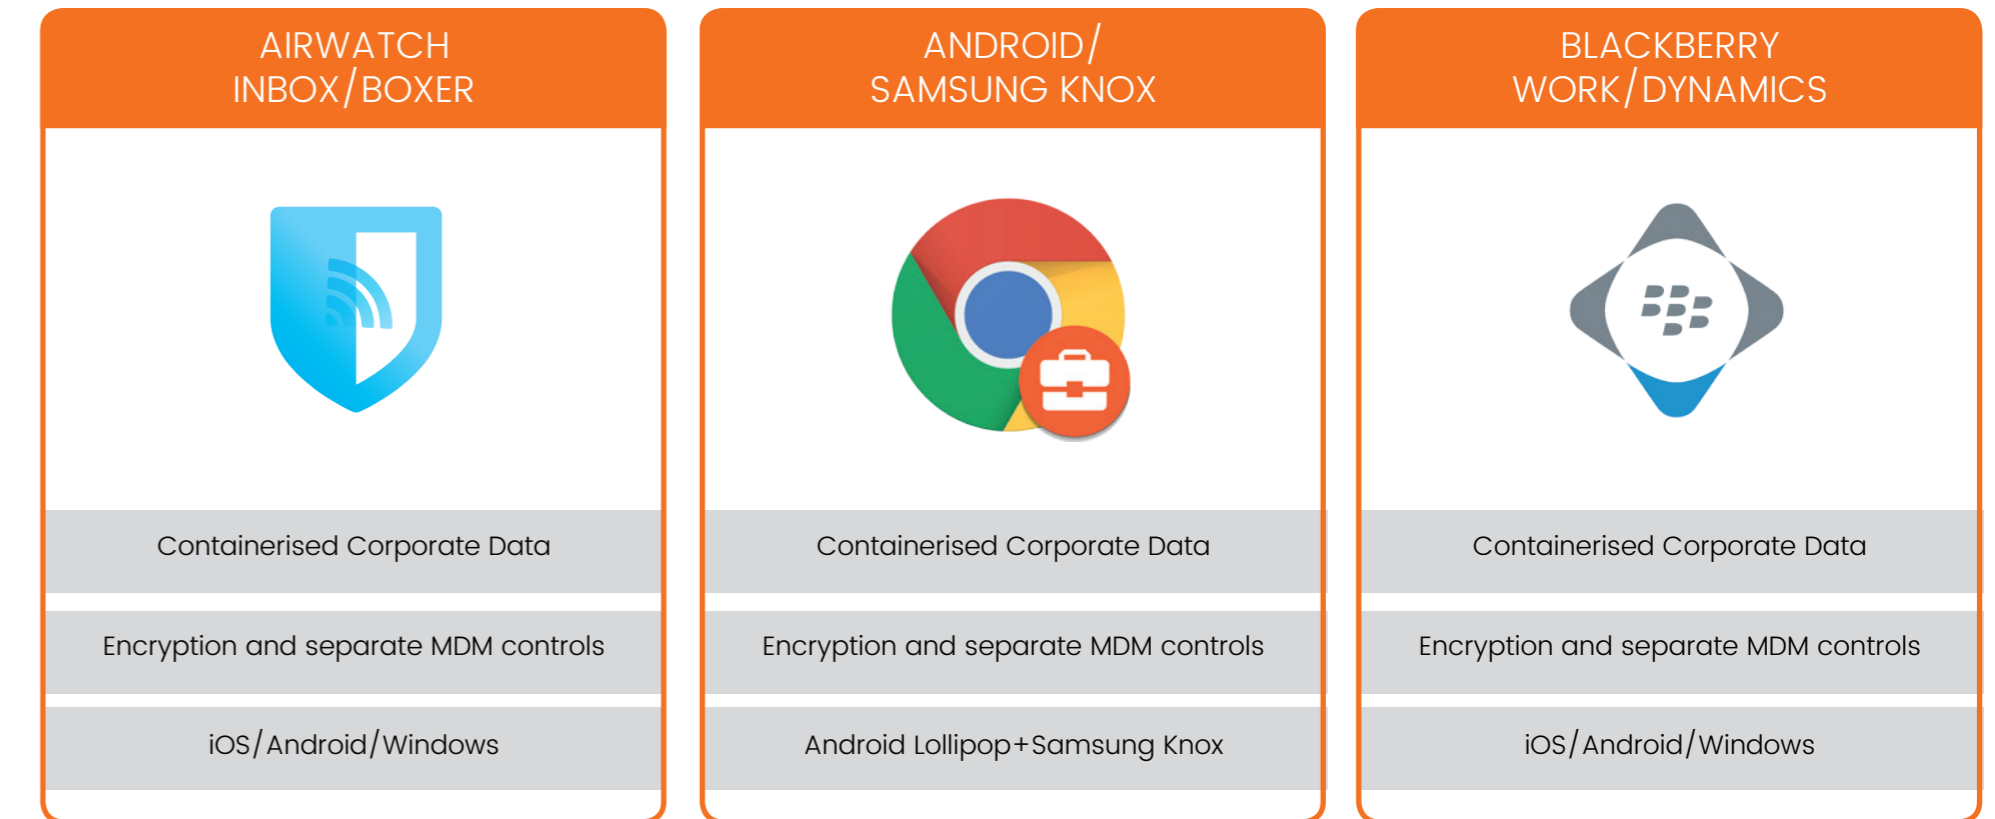 AIRWATCH
INBOX/BOXER
Containerised Corporate Data
Encryption and separate MDM controls
iOS/Android/Windows
ANDROID/
SAMSUNG KNOX
Containerised Corporate Data
Encryption and separate MDM controls
Android Lollipop+Samsung Knox
BLACKBERRY
WORK/DYNAMICS
Containerised Corporate Data
Encryption and separate MDM controls
iOS/Android/Windows